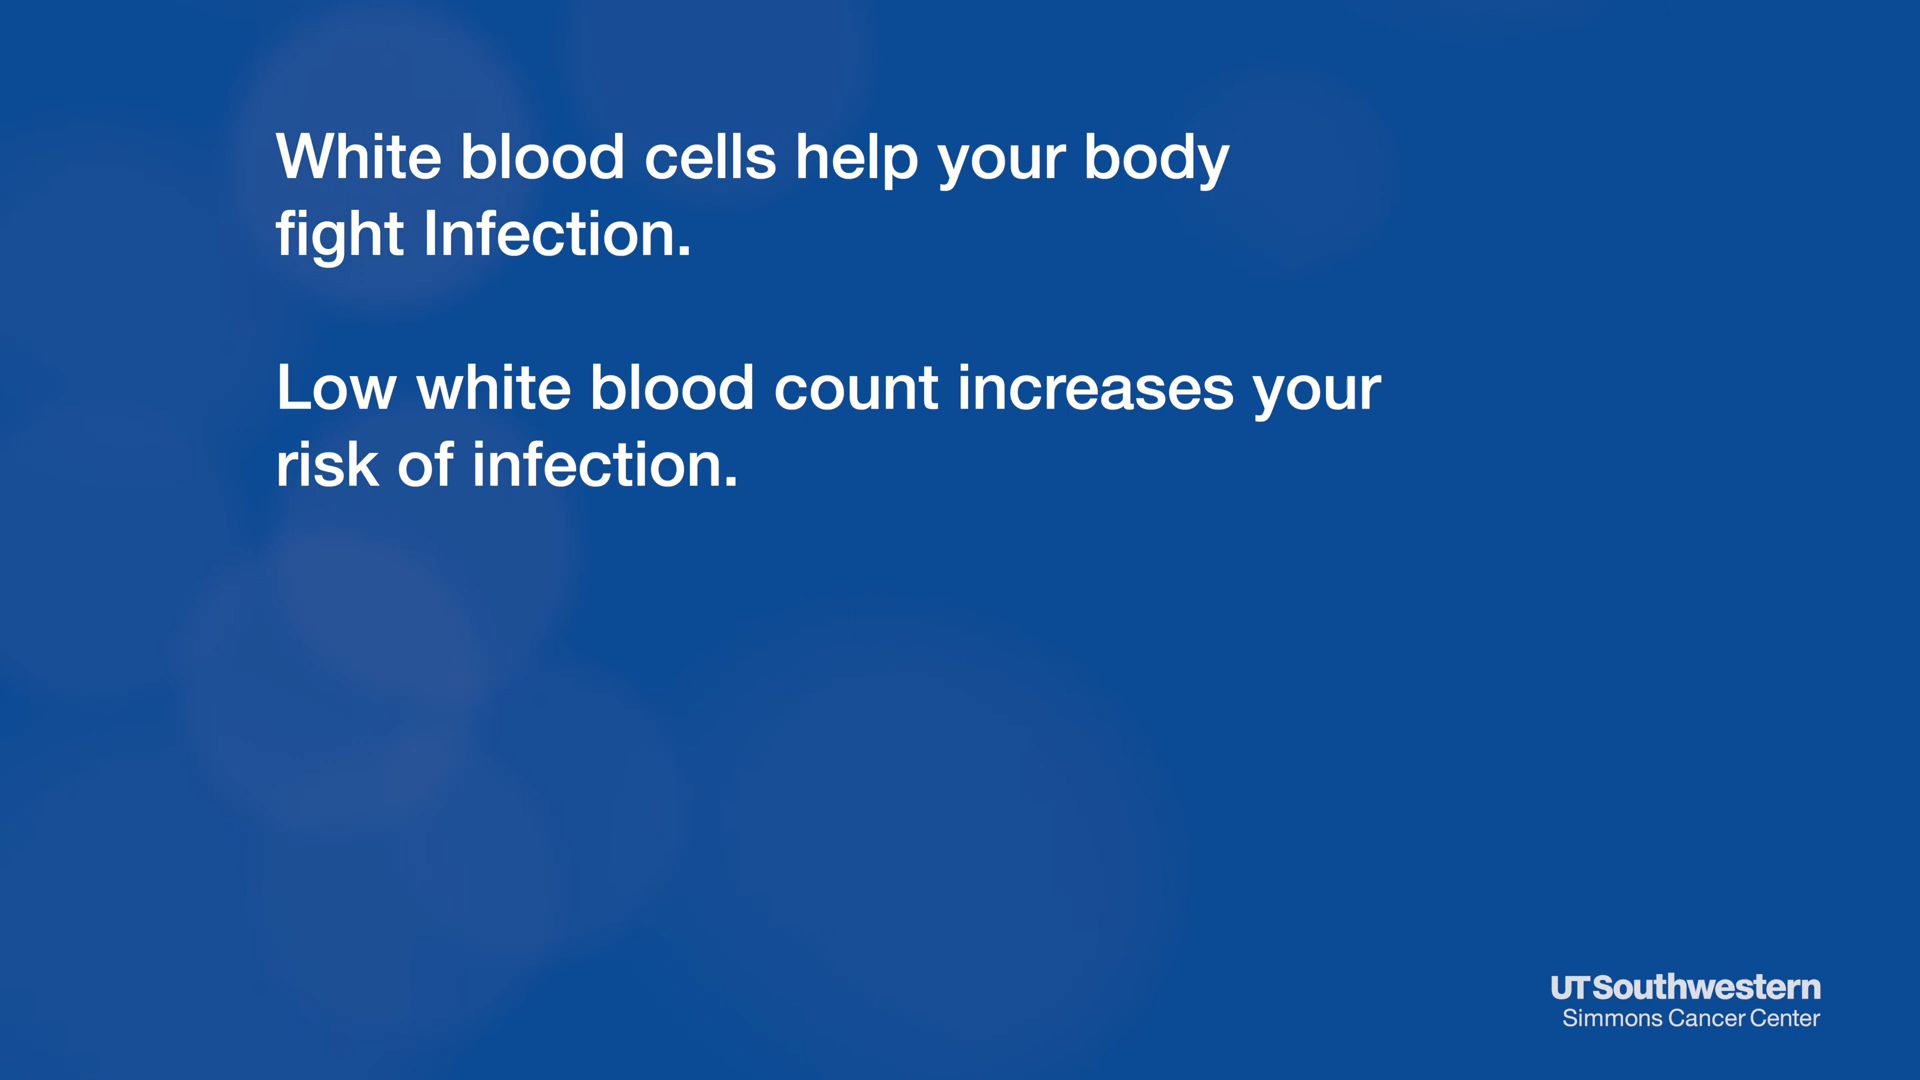 White blood cells help your body
fight Infection.
Low white blood count increases your
risk of infection.
UTSouthwestern
Simmons Cancer Center